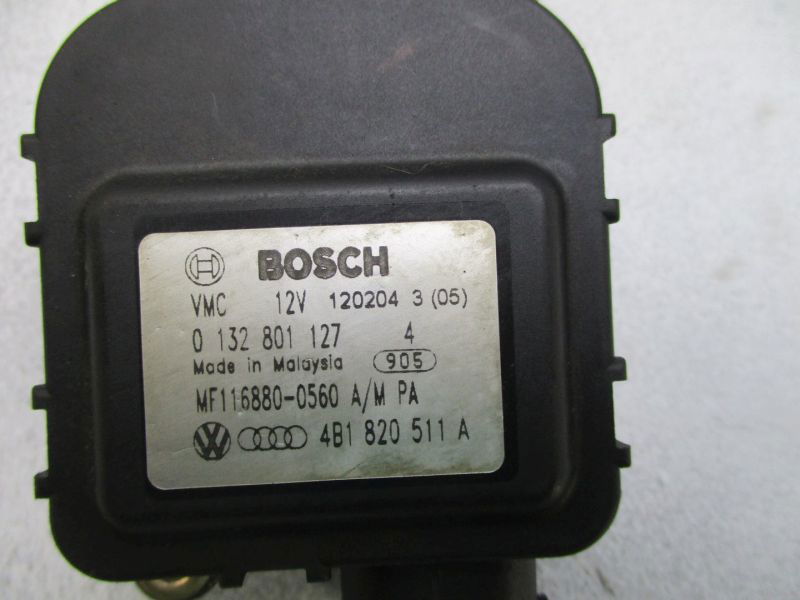 BOSCH
VMC 12V 120204 3 (05)
0 132 801 127 4
Made in Malaysia 905
MF116880-0560 A/M PA
4B1 820 511 A